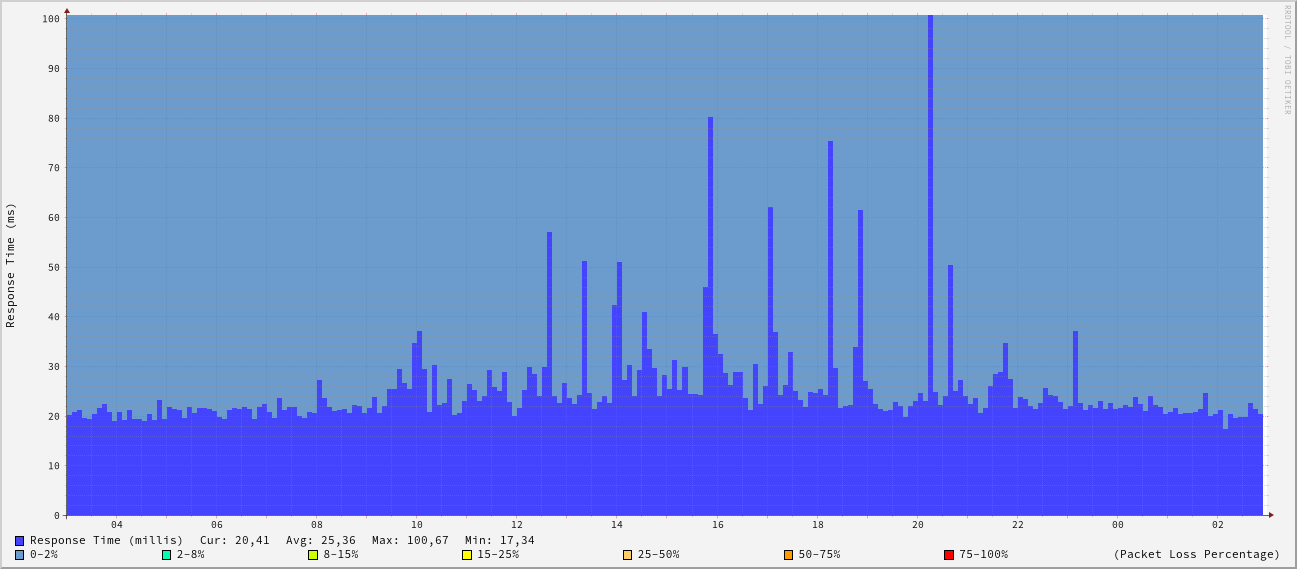 RRDTOOL / TOBI OETIKER
Response Time (ms)
100
90
80
70
60
50
40
30
20
10
0
04 06 08 10 12 14 16 18 20 22 00 02
Response Time (millis) Cur: 20,41 Avg: 25,36 Max: 100,67 Min: 17,34
0-2% 2-8% 8-15% 15-25% 25-50% 50-75% 75-100% (Packet Loss Percentage)